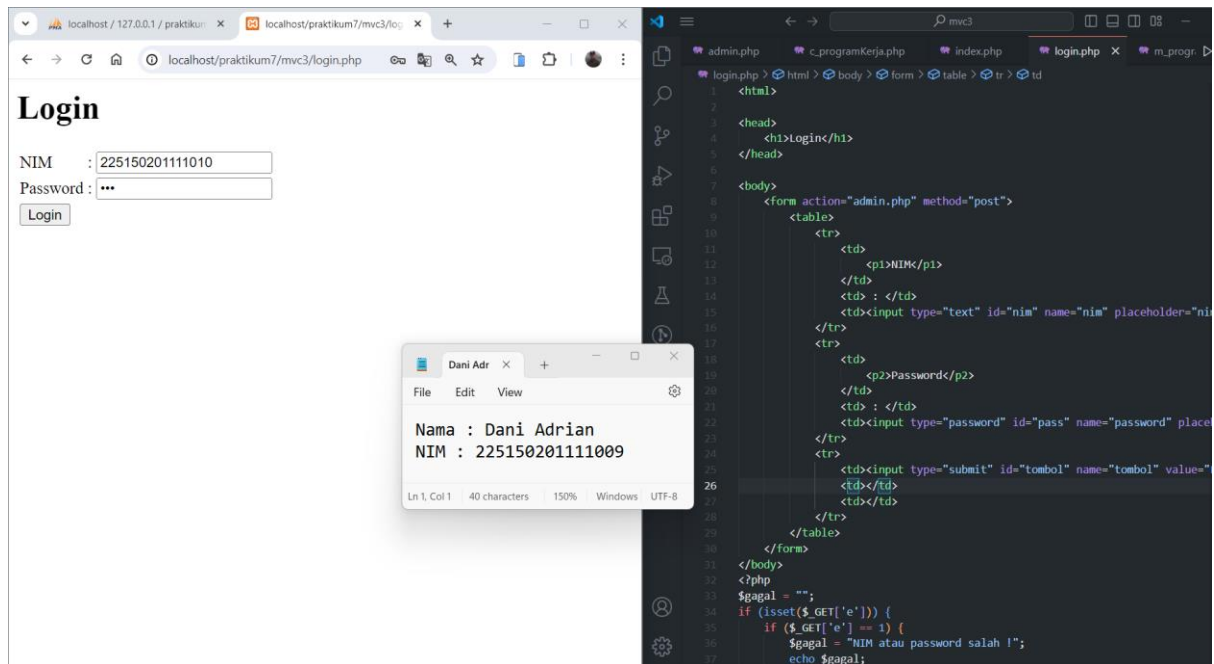 localhost / 127.0.0.1 / praktikun
localhost/praktikum7/mvc3/log
localhost/praktikum7/mvc3/login.php
Login
NIM : 225150201111010
Password : •••
Login
Dani Adr
File Edit View
Nama : Dani Adrian
NIM : 225150201111009
Ln 1, Col 1 40 characters 150% Windows UTF-8
mvc3
admin.php c_programKerja.php index.php login.php m_progr.
login.php > html > body > form > table > tr > td
1 <html>
2
3 <head>
4 <h1>Login</h1>
5 </head>
6
7 <body>
8 <form action="admin.php" method="post">
9 <table>
10 <tr>
11 <td>
12 <p1>NIM</p1>
13 </td>
14 <td> : </td>
15 <td><input type="text" id="nim" name="nim" placeholder="ni
16 </tr>
17 <tr>
18 <td>
19 <p2>Password</p2>
20 </td>
21 <td> : </td>
22 <td><input type="password" id="pass" name="password" place
23 </tr>
24 <tr>
25 <td><input type="submit" id="tombol" name="tombol" value="
26 <td></td>
27 <td></td>
28 </tr>
29 </table>
30 </form>
31 </body>
32 <?php
33 $gagal = "";
34 if (isset($_GET['e'])) {
35 if ($_GET['e'] == 1) {
36 $gagal = "NIM atau password salah !";
37 echo $gagal;